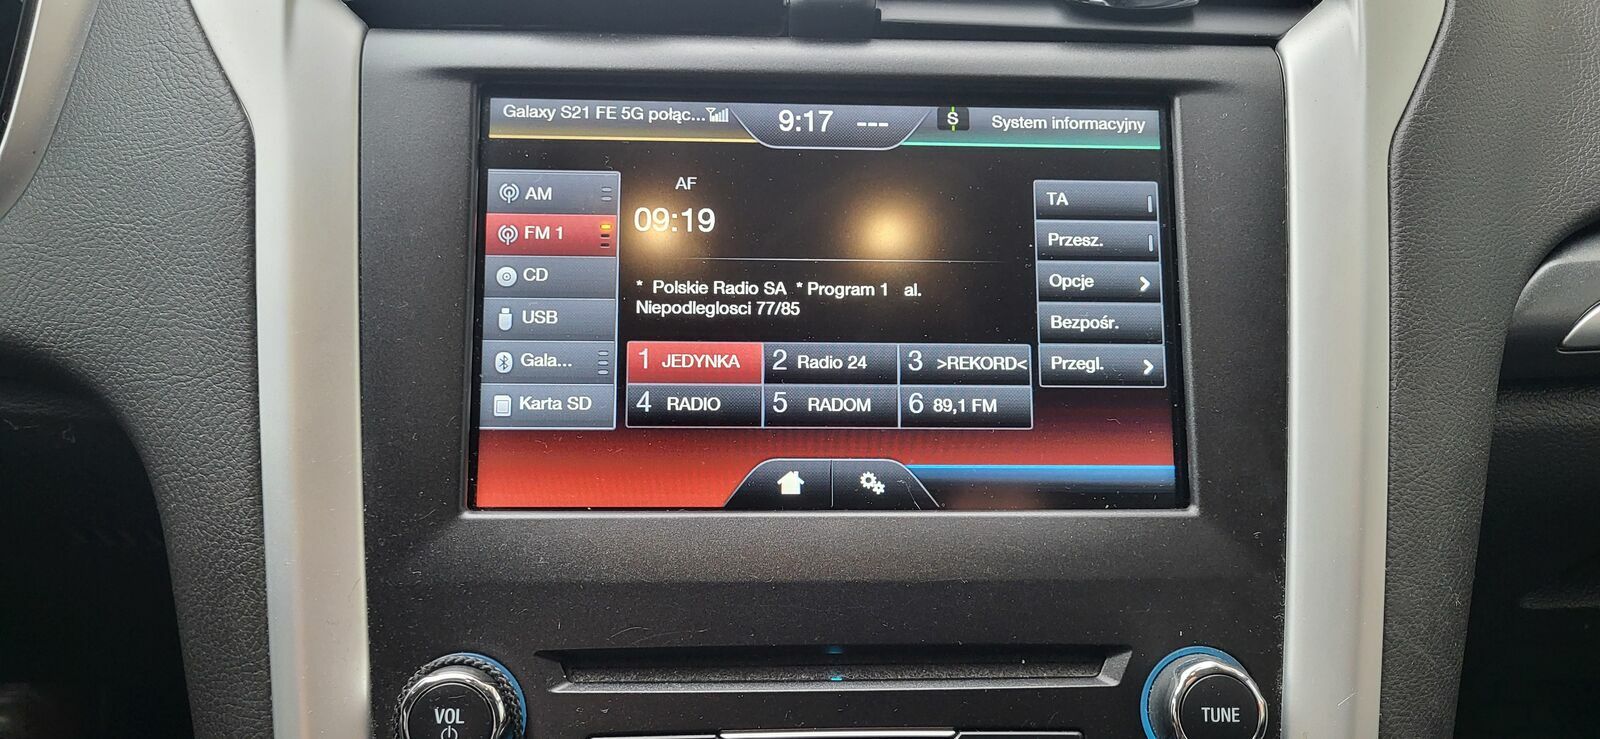 Galaxy S21 FE 5G połąc... 9:17 --- S System informacyjny
AM
FM 1
CD
USB
Gala...
Karta SD
AF
09:19
* Polskie Radio SA * Program 1 al.
Niepodleglosci 77/85
1 JEDYNKA 2 Radio 24 3 >REKORD<
4 RADIO 5 RADOM 6 89,1 FM
TA
Przesz.
Opcje
Bezpośr.
Przegl.
VOL
TUNE